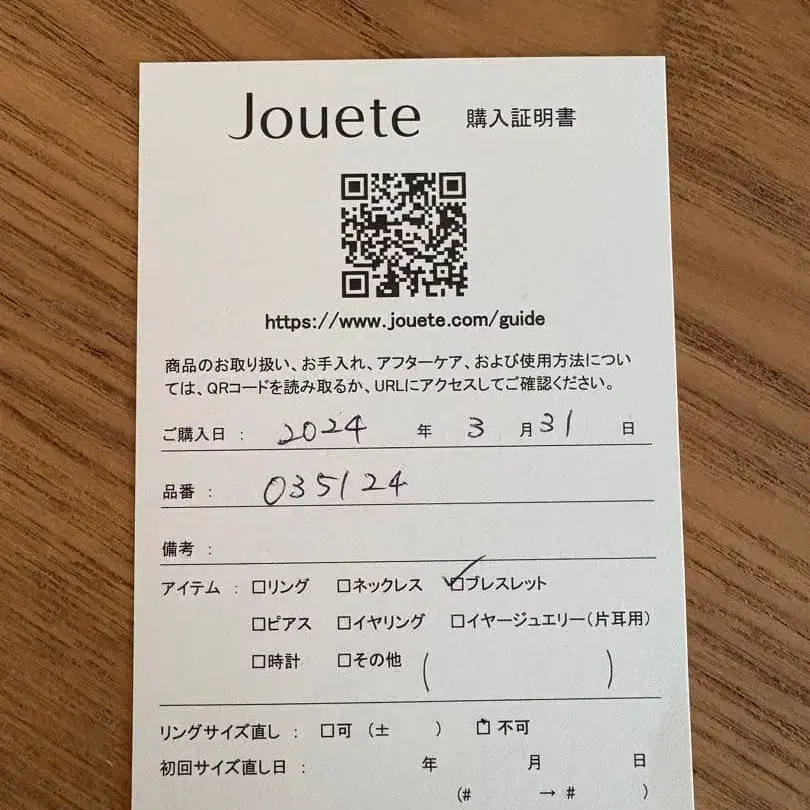 Jouete 購入証明書
https://www.jouete.com/guide
商品のお取り扱い、お手入れ、アフターケア、および使用方法につい
ては、QRコードを読み取るか、URLにアクセスしてご確認ください。
ご購入日 : 2024 年 3 月 31 日
品番 : 035124
備考 :
アイテム : □リング □ネックレス ☑ブレスレット
□ピアス □イヤリング □イヤージュエリー(片耳用)
□時計 □その他 ( )
リングサイズ直し : □可 (± ) □不可
初回サイズ直し日 : 年 月 日
(# → # )